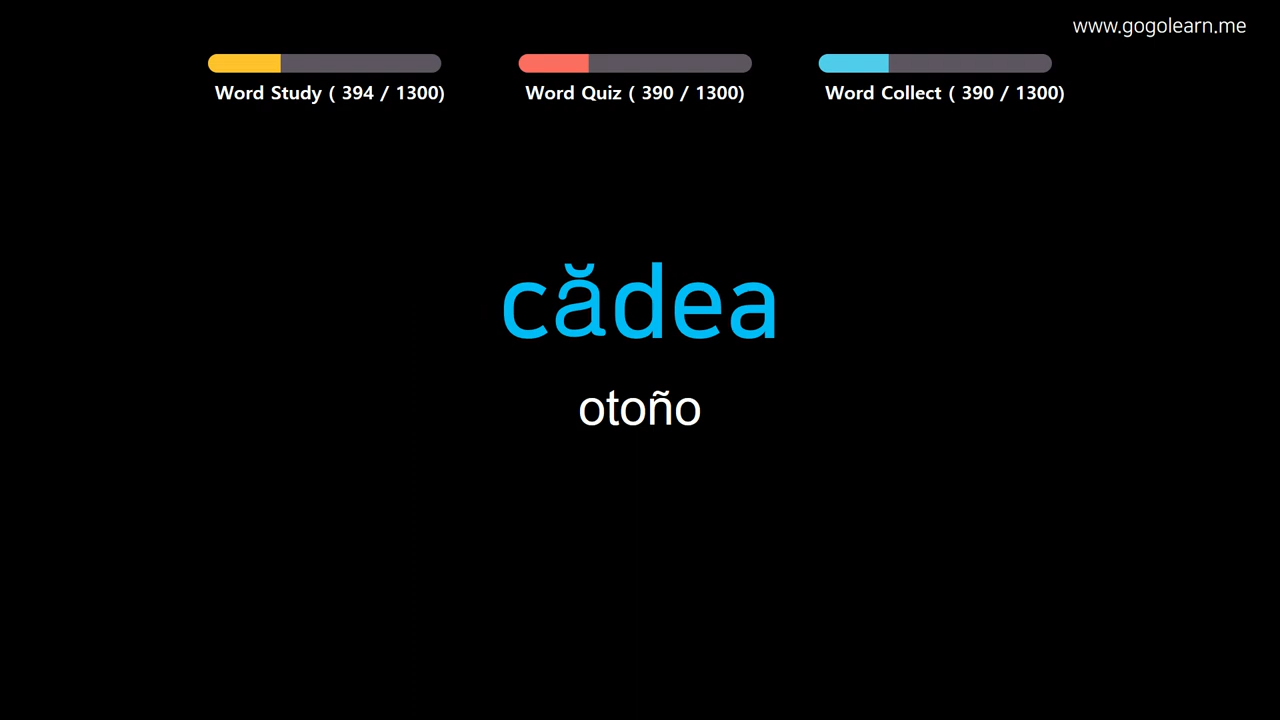 www.gogolearn.me
Word Study ( 394 / 1300)
Word Quiz ( 390 / 1300)
Word Collect ( 390 / 1300)
cădea
otoño